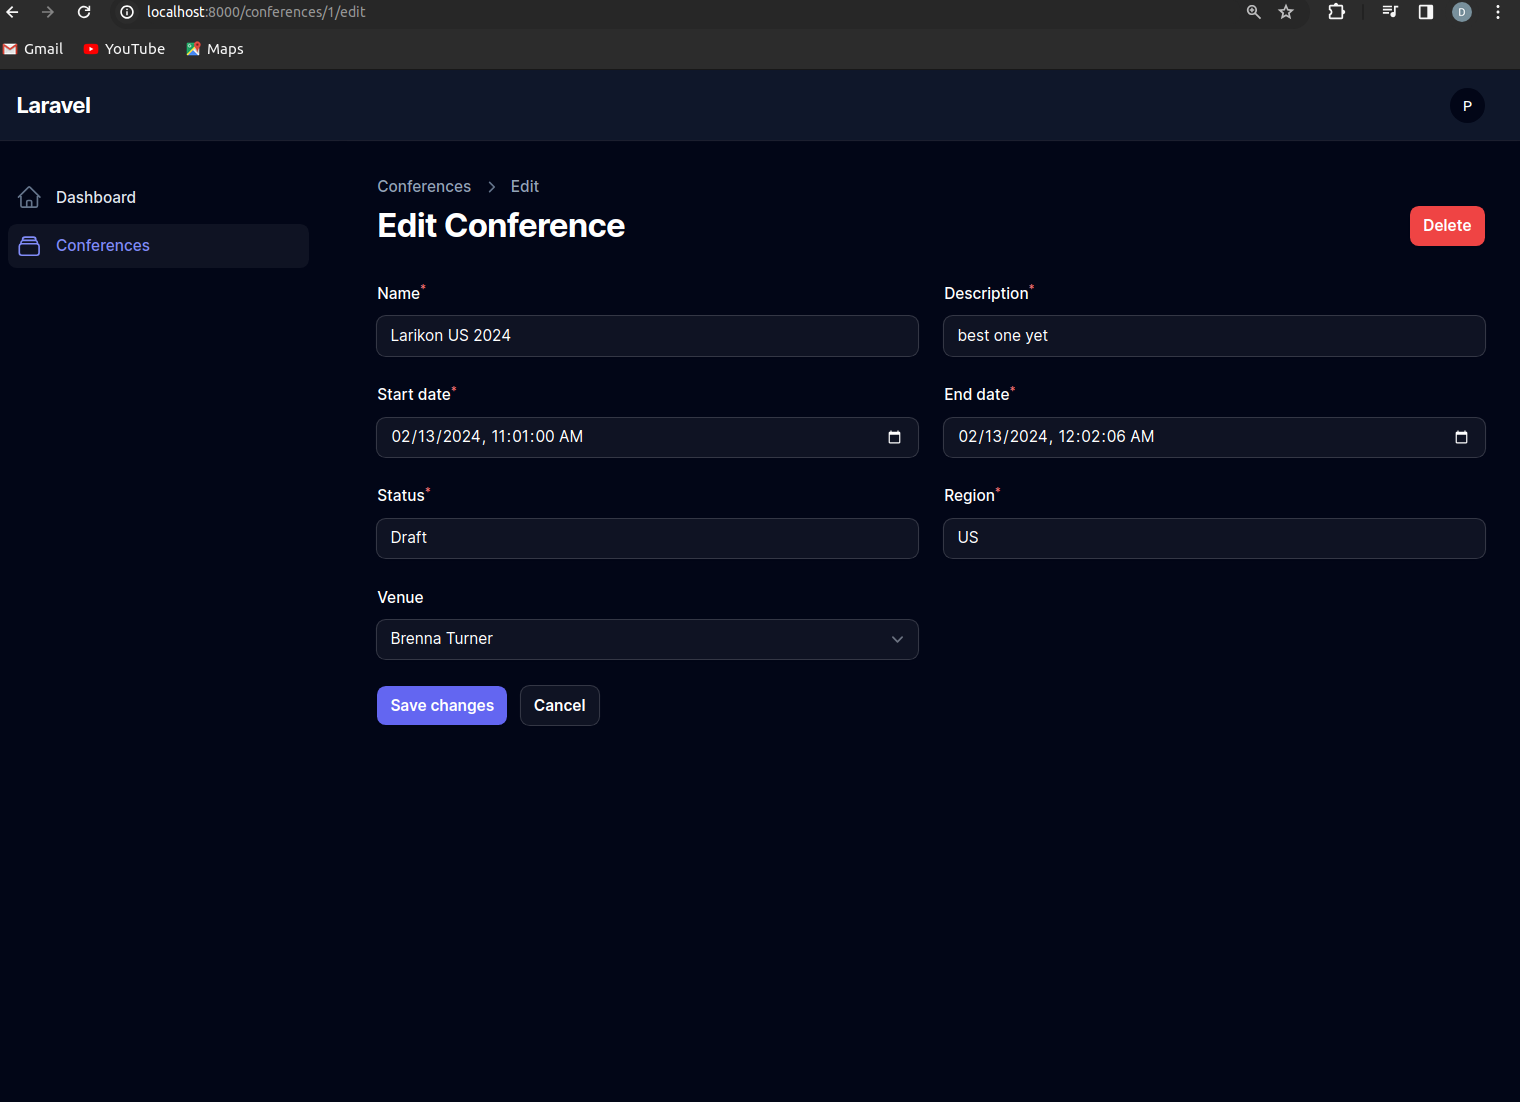 localhost:8000/conferences/1/edit
D
Gmail YouTube Maps
Laravel
P
Dashboard
Conferences
Conferences > Edit
Edit Conference
Delete
Name* Description*
Larikon US 2024 best one yet
Start date* End date*
02/13/2024, 11:01:00 AM 02/13/2024, 12:02:06 AM
Status* Region*
Draft US
Venue
Brenna Turner
Save changes Cancel